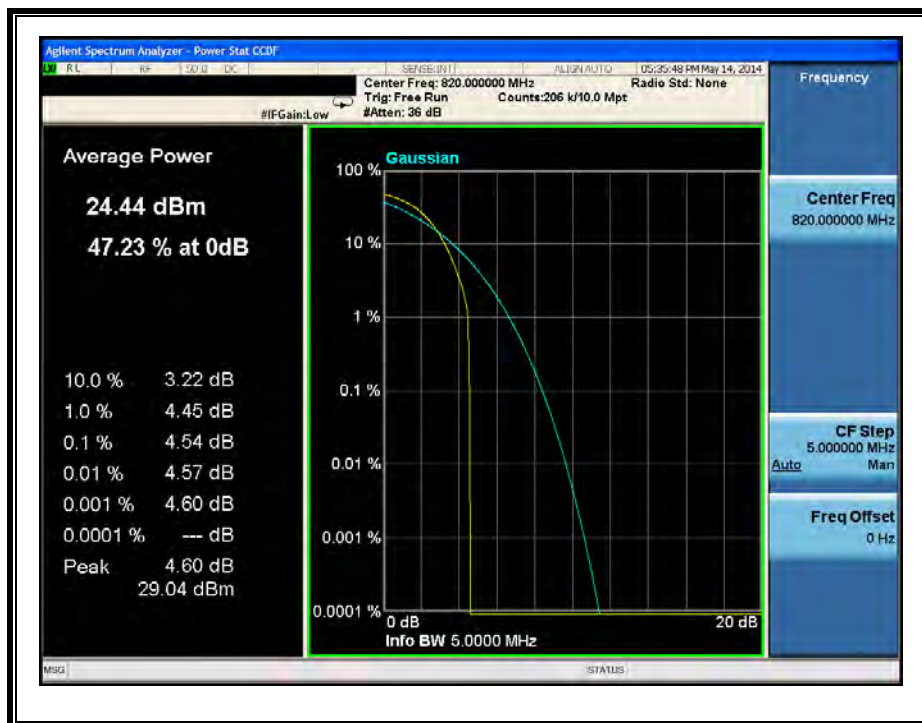 Agilent Spectrum Analyzer - Power Stat CCDF
LXI RL RF 50 Ω DC SENSE:INT ALIGN AUTO 05:35:48 PM May 14, 2014
Center Freq: 820.000000 MHz Radio Std: None
Trig: Free Run Counts:206 k/10.0 Mpt
#IFGain:Low #Atten: 36 dB
Frequency
Average Power
24.44 dBm
47.23 % at 0dB
10.0 % 3.22 dB
1.0 % 4.45 dB
0.1 % 4.54 dB
0.01 % 4.57 dB
0.001 % 4.60 dB
0.0001 % --- dB
Peak 4.60 dB
29.04 dBm
Gaussian
100 %
10 %
1 %
0.1 %
0.01 %
0.001 %
0.0001 %
0 dB 20 dB
Info BW 5.0000 MHz
Center Freq
820.000000 MHz
CF Step
5.000000 MHz
Auto Man
Freq Offset
0 Hz
MSG STATUS